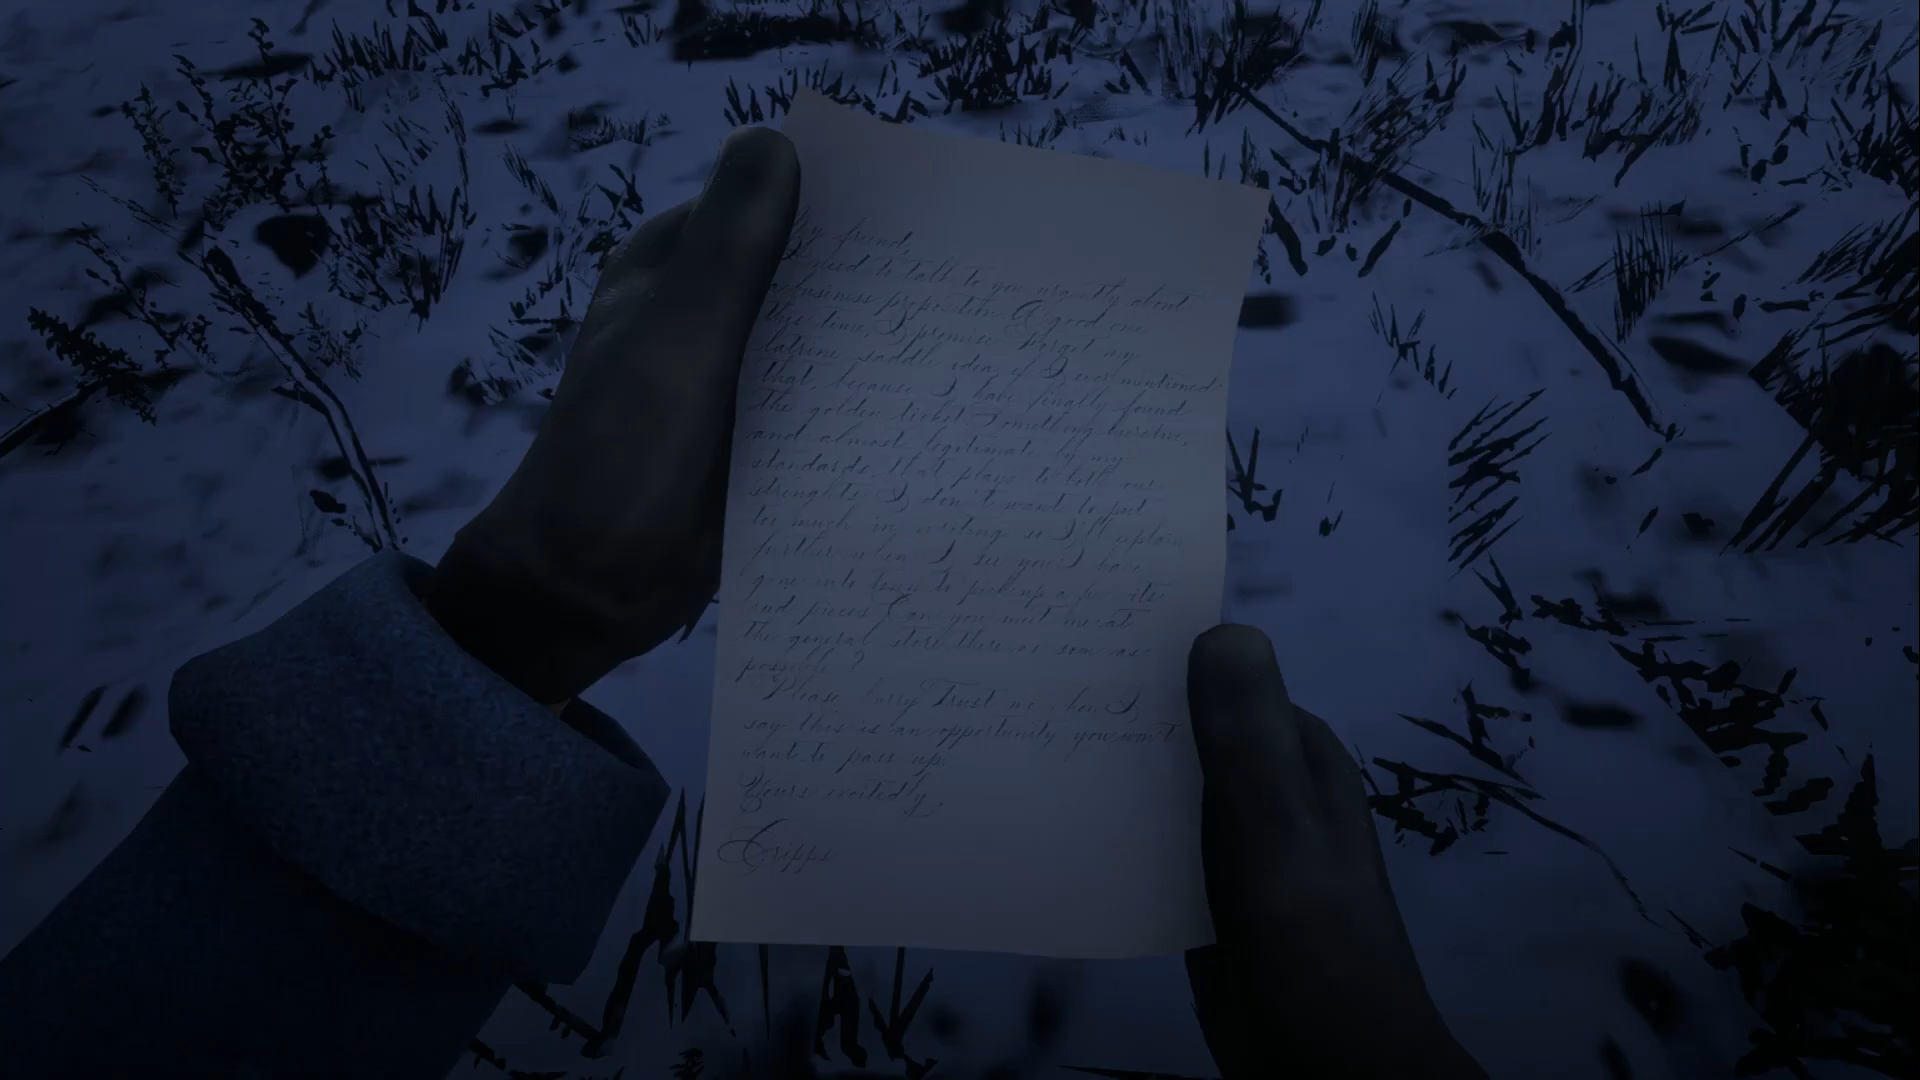 My friend,
I need to talk to you urgently about
a business proposition. A good one
this time, I promise. Forget my
latrine saddle idea, if I ever mentioned
that, because I have finally found
the golden ticket. Something lucrative,
and almost legitimate by my
standards, that plays to both our
strenghts. I don't want to put
too much in writing so I'll explain
further when I see you. I have
gone into town to pick up a few bits
and pieces. Can you meet me at
the general store there as soon as
possible?
Please hurry. Trust me when I
say this is an opportunity you won't
want to pass up.
Yours excitedly,
Cripps